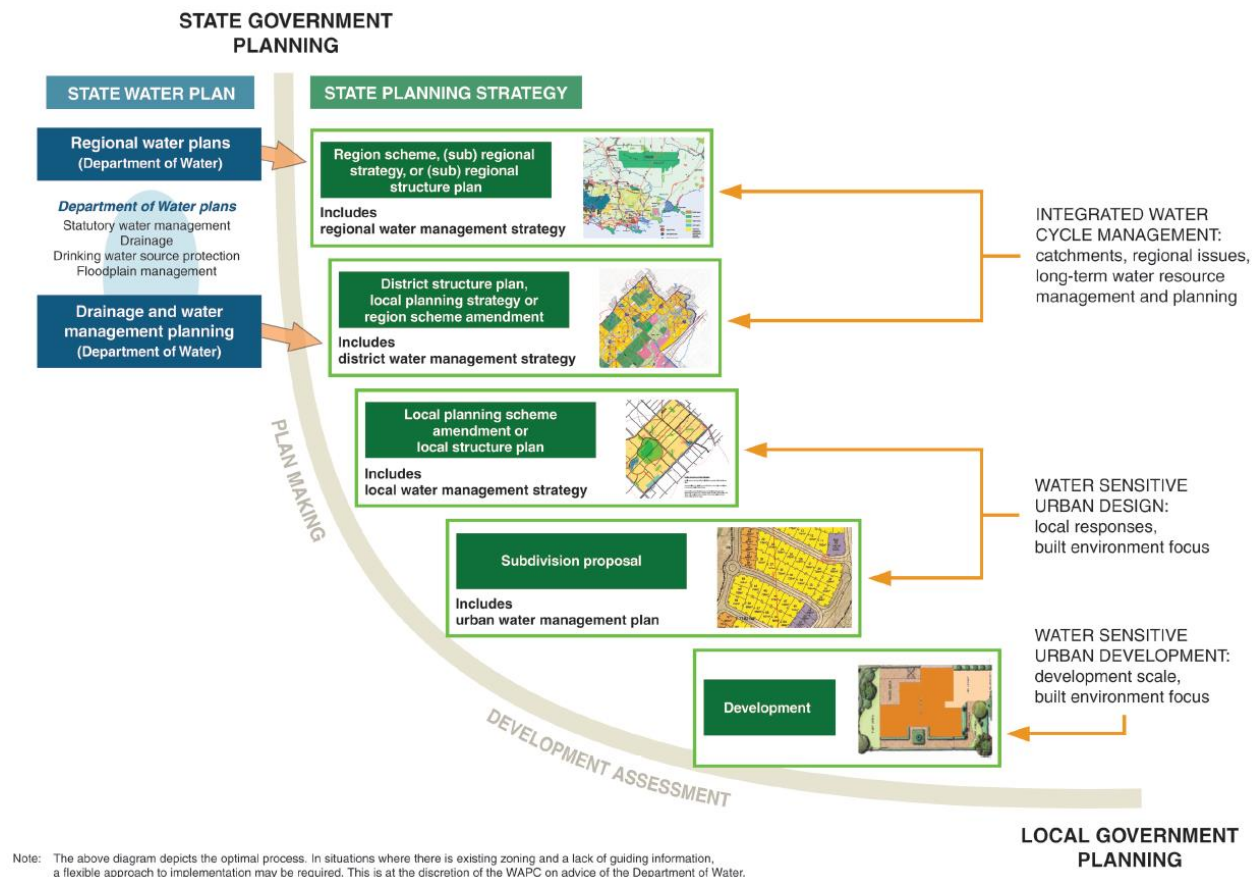 STATE GOVERNMENT
PLANNING
STATE WATER PLAN
STATE PLANNING STRATEGY
Regional water plans
(Department of Water)
Department of Water plans
Statutory water management
Drainage
Drinking water source protection
Floodplain management
Drainage and water
management planning
(Department of Water)
Region scheme, (sub) regional
strategy, or (sub) regional
structure plan
Includes
regional water management strategy
District structure plan,
local planning strategy or
region scheme amendment
Includes
district water management strategy
Local planning scheme
amendment or
local structure plan
Includes
local water management strategy
Subdivision proposal
Includes
urban water management plan
Development
INTEGRATED WATER
CYCLE MANAGEMENT:
catchments, regional issues,
long-term water resource
management and planning
WATER SENSITIVE
URBAN DESIGN:
local responses,
built environment focus
WATER SENSITIVE
URBAN DEVELOPMENT:
development scale,
built environment focus
PLAN MAKING
DEVELOPMENT ASSESSMENT
LOCAL GOVERNMENT
PLANNING
Note: The above diagram depicts the optimal process. In situations where there is existing zoning and a lack of guiding information,
a flexible approach to implementation may be required. This is at the discretion of the WAPC on advice of the Department of Water.